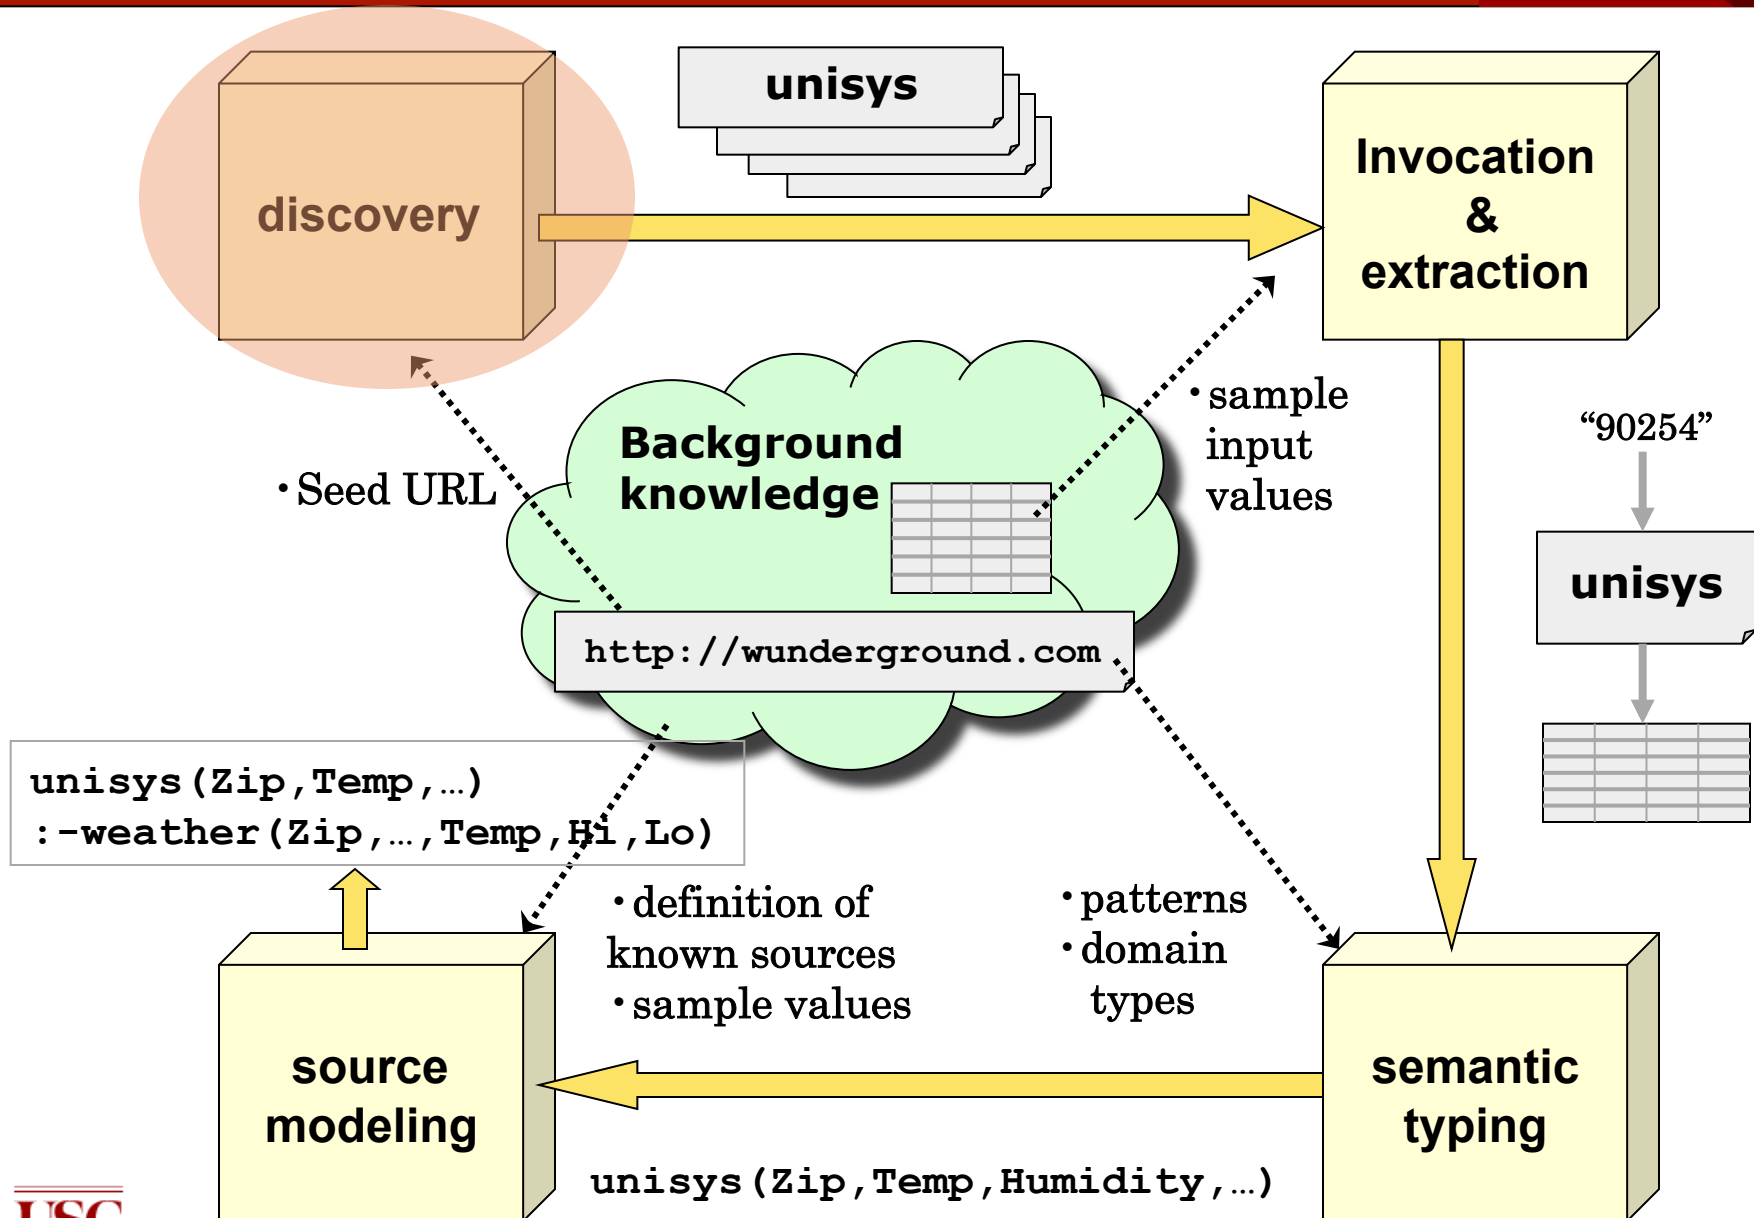 unisys
discovery
Invocation
&
extraction
•sample
input
values
“90254”
Background
knowledge
•Seed URL
unisys
http://wunderground.com
unisys(Zip,Temp,…)
:-weather(Zip,…,Temp,Hi,Lo)
•definition of
known sources
•sample values
•patterns
•domain
types
source
modeling
semantic
typing
unisys(Zip,Temp,Humidity,…)
USC